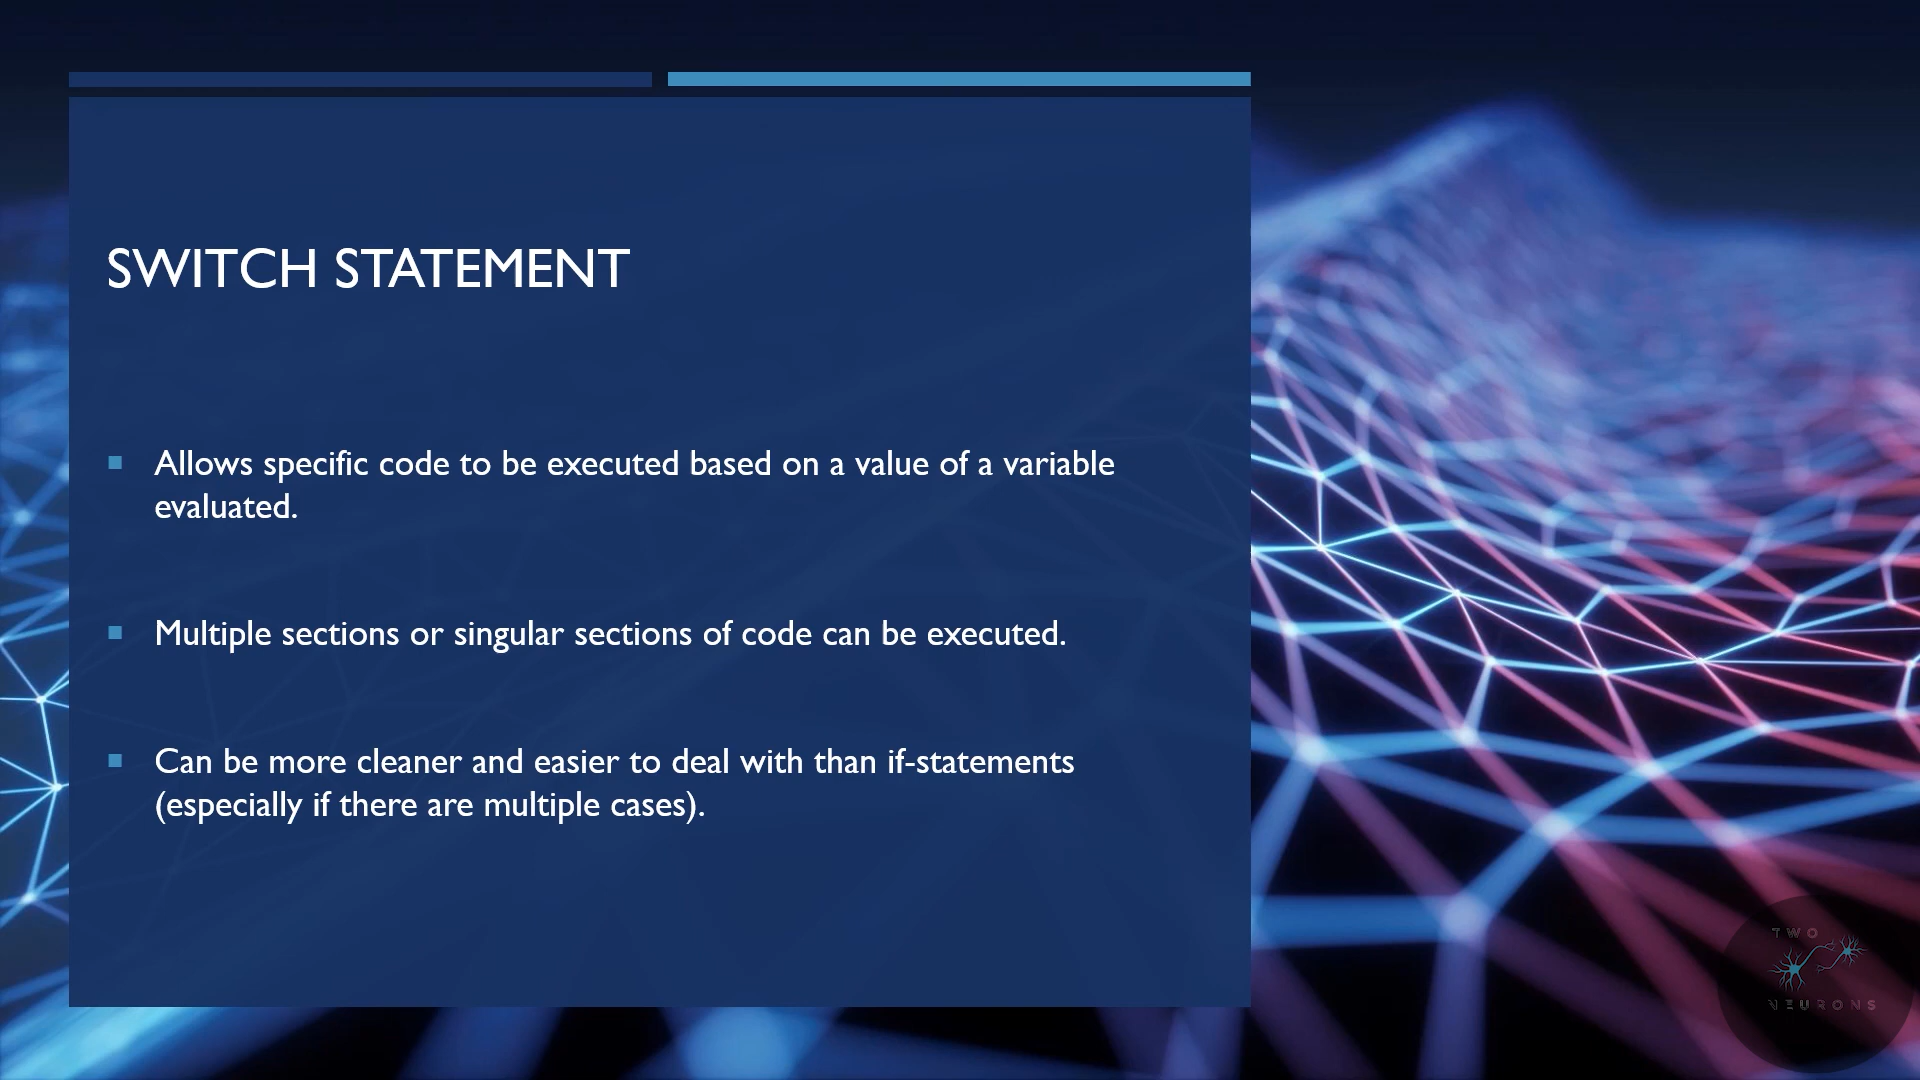 SWITCH STATEMENT
Allows specific code to be executed based on a value of a variable
evaluated.
Multiple sections or singular sections of code can be executed.
Can be more cleaner and easier to deal with than if-statements
(especially if there are multiple cases).
TWO
NEURONS